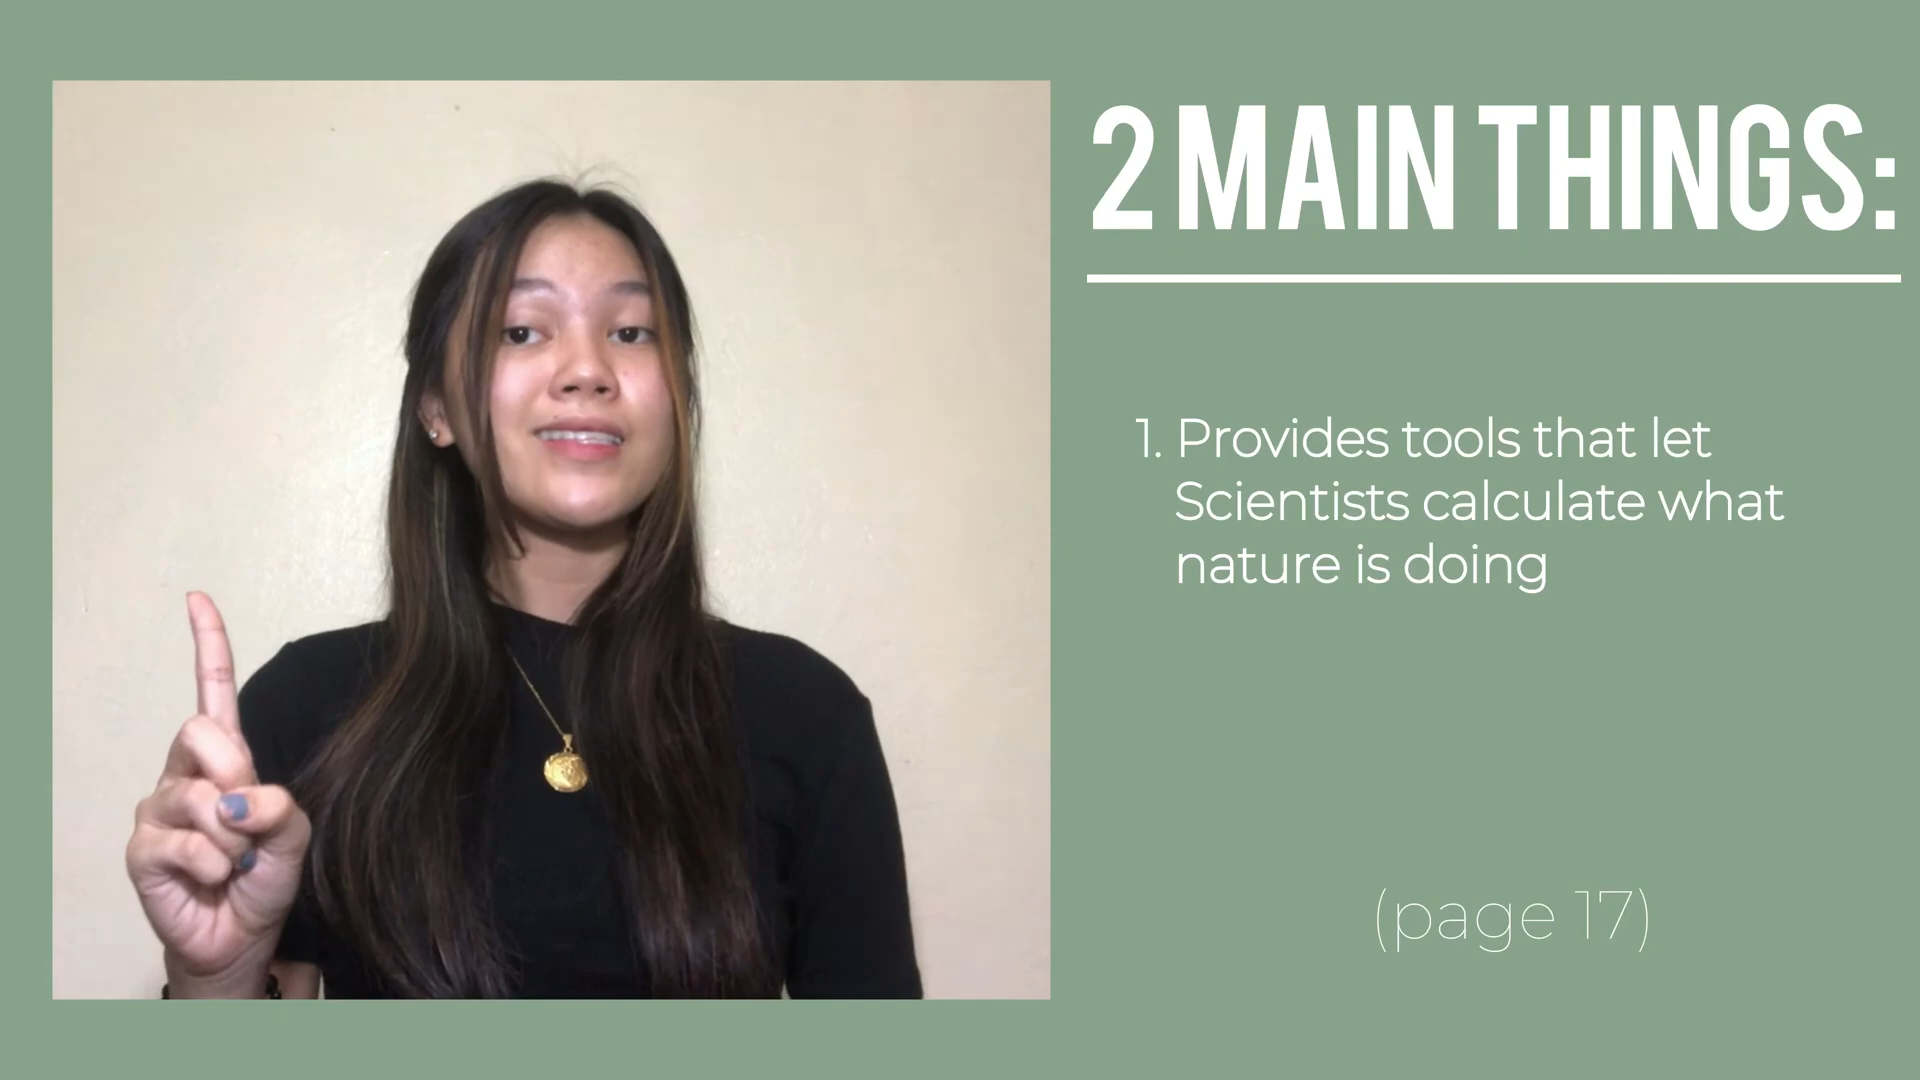 2 MAIN THINGS:
1. Provides tools that let
Scientists calculate what
nature is doing
(page 17)